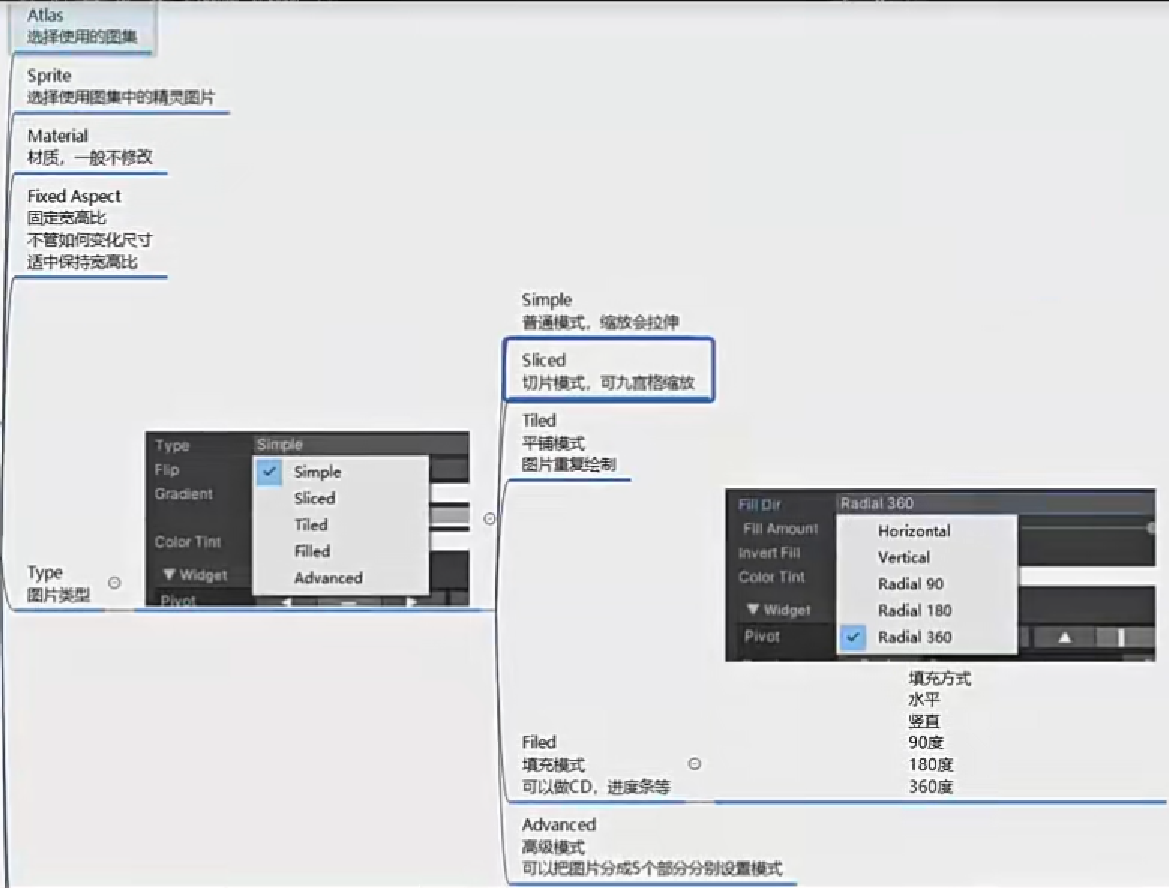 Atlas
选择使用的图集
Sprite
选择使用图集中的精灵图片
Material
材质，一般不修改
Fixed Aspect
固定宽高比
不管如何变化尺寸
适中保持宽高比
Type
图片类型
Type Simple
Flip
Gradient
Color Tint
▼ Widget
Pivot
Simple
Sliced
Tiled
Filled
Advanced
Simple
普通模式，缩放会拉伸
Sliced
切片模式，可九宫格缩放
Tiled
平铺模式
图片重复绘制
Filed
填充模式
可以做CD，进度条等
Fill Dir Radial 360
Fill Amount
Invert Fill
Color Tint
▼ Widget
Pivot
Horizontal
Vertical
Radial 90
Radial 180
Radial 360
填充方式
水平
竖直
90度
180度
360度
Advanced
高级模式
可以把图片分成5个部分分别设置模式